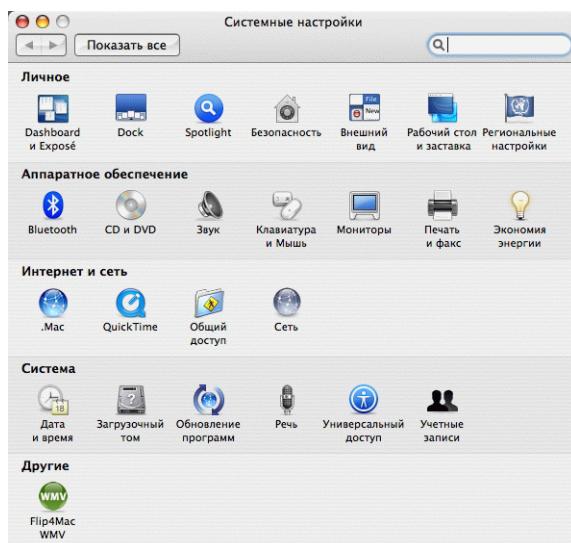 Системные настройки
Показать все
Личное
Dashboard и Exposé
Dock
Spotlight
Безопасность
File
New
Внешний вид
Рабочий стол и заставка
Региональные настройки
Аппаратное обеспечение
Bluetooth
CD и DVD
Звук
Клавиатура и Мышь
Мониторы
Печать и факс
Экономия энергии
Интернет и сеть
.Mac
QuickTime
Общий доступ
Сеть
Система
18
Дата и время
?
Загрузочный том
Обновление программ
Речь
Универсальный доступ
Учетные записи
Другие
WMV
Flip4Mac WMV